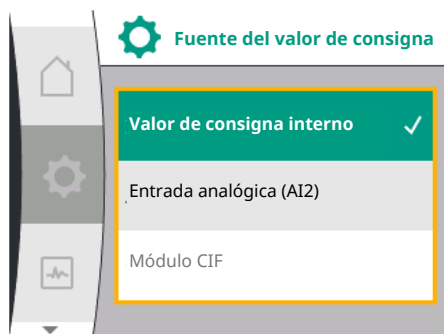 Fuente del valor de consigna
Valor de consigna interno
Entrada analógica (AI2)
Módulo CIF